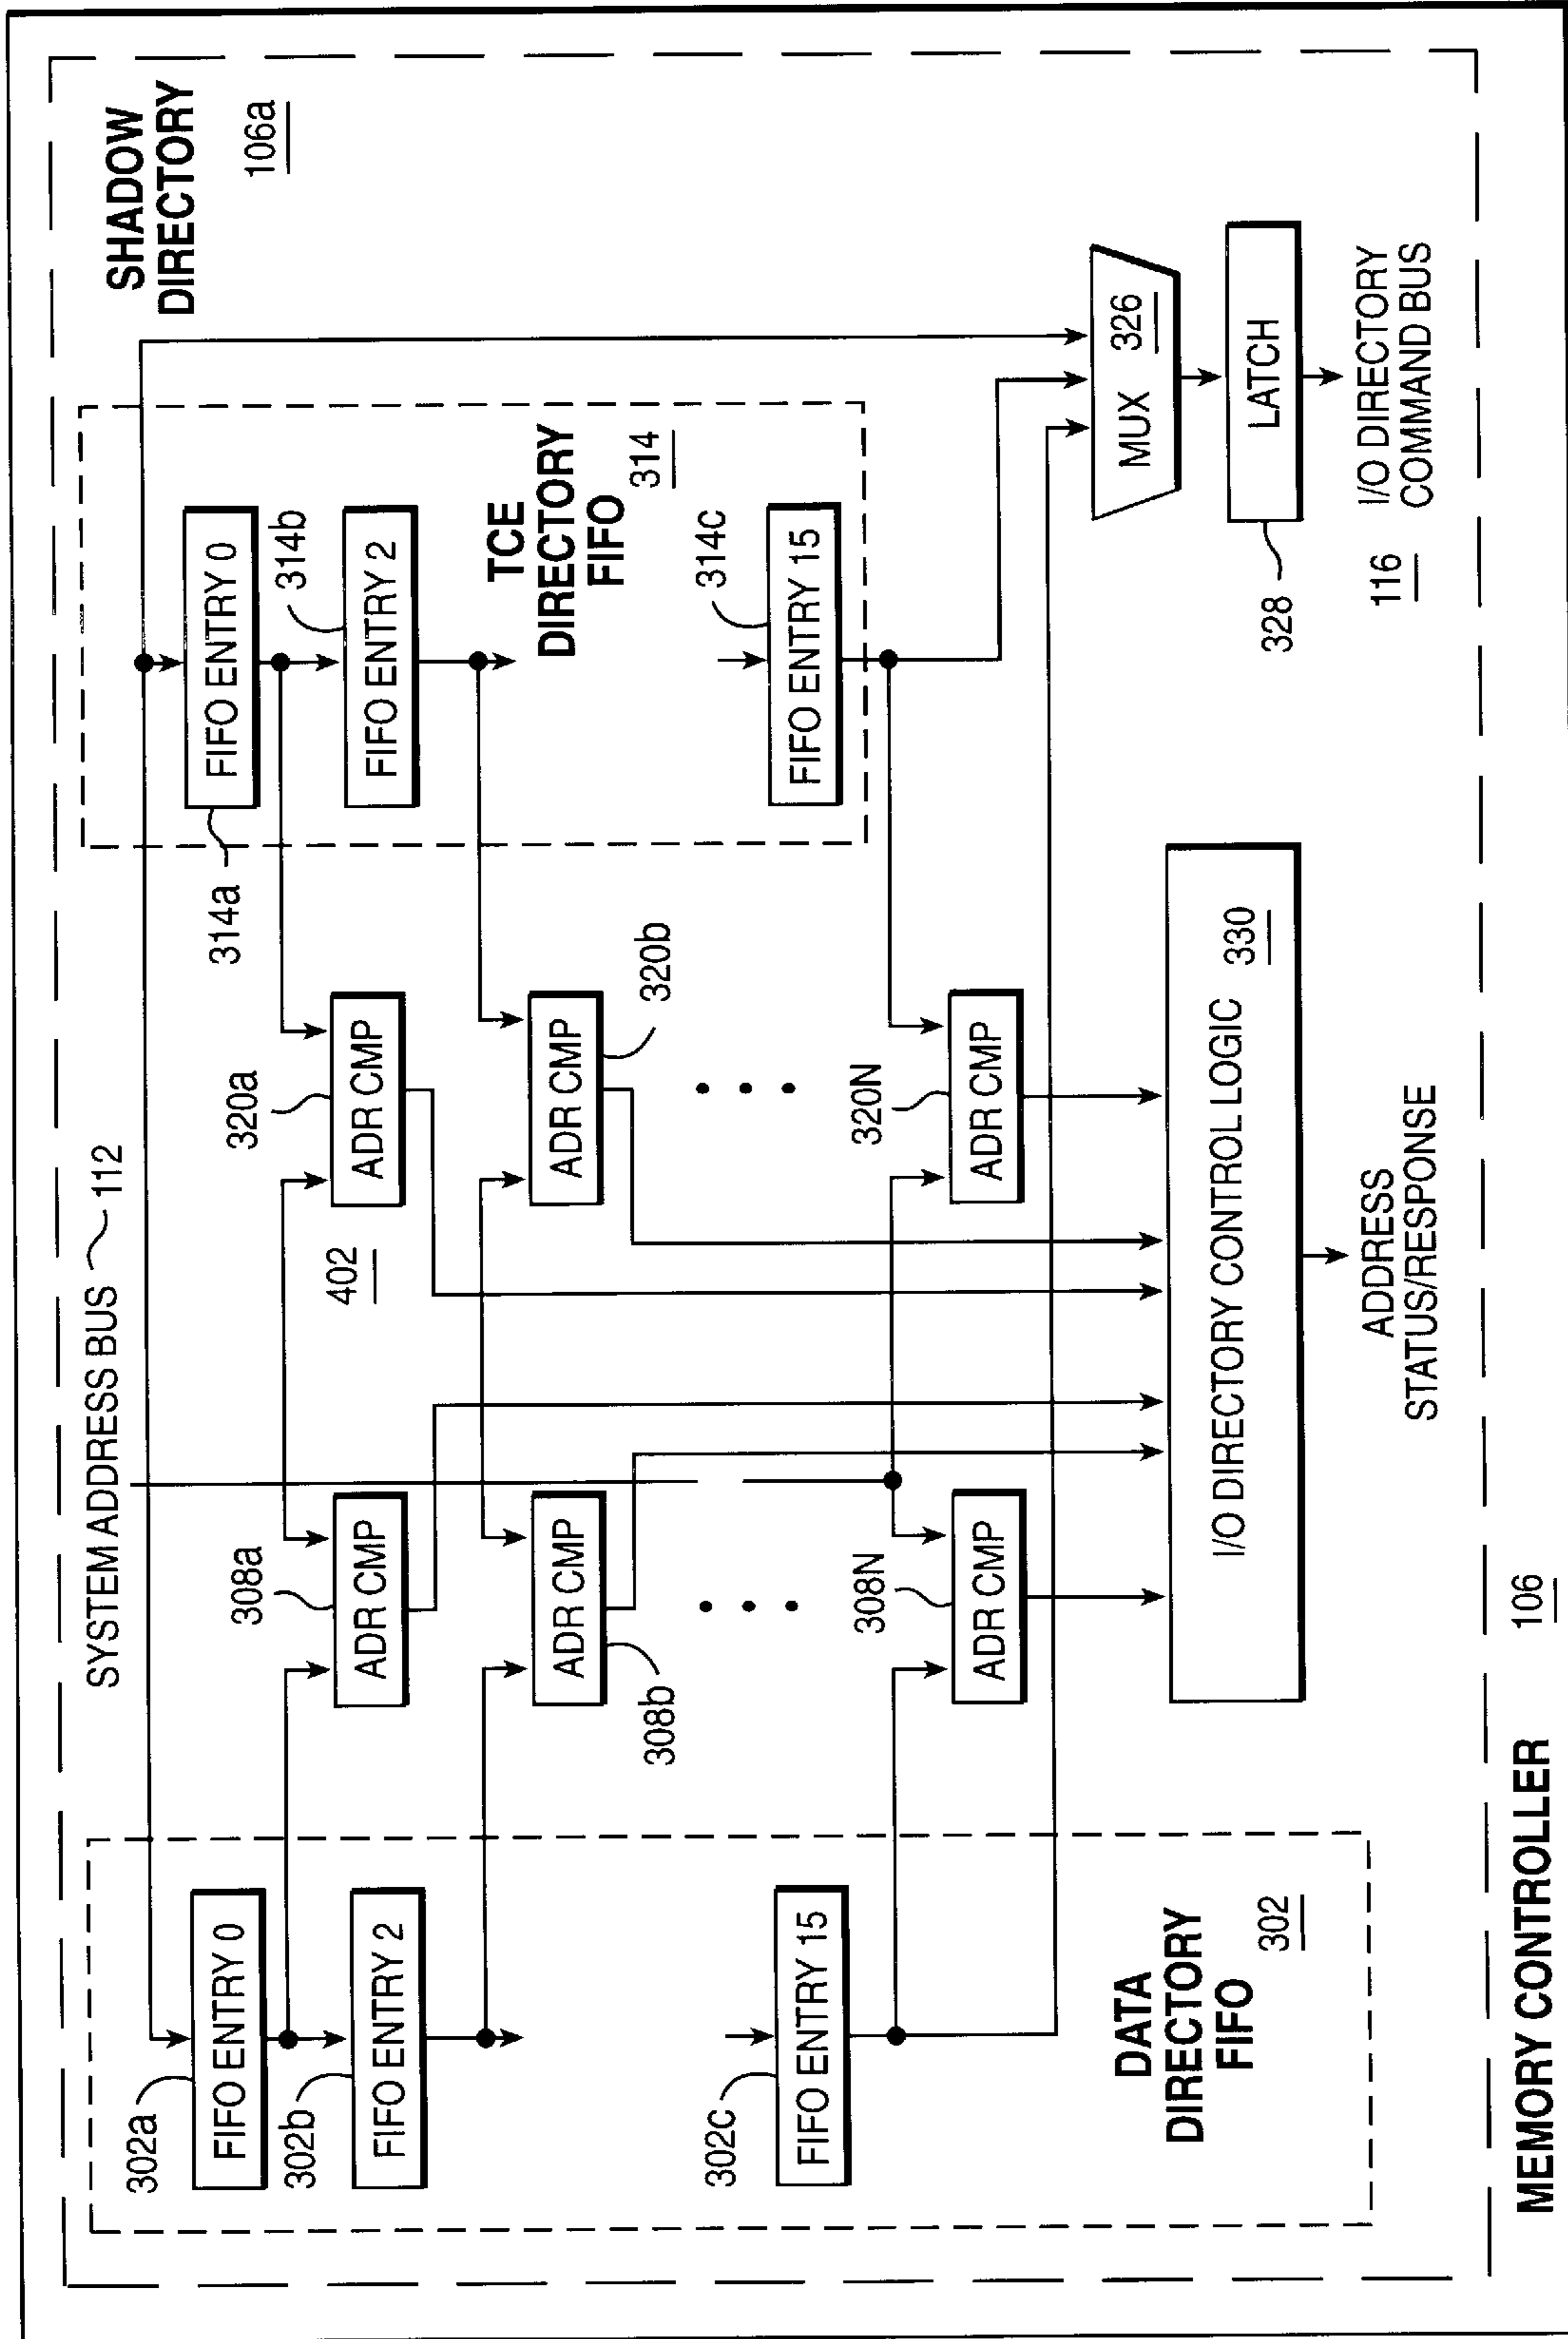 SHADOW
DIRECTORY
106a
SYSTEM ADDRESS BUS 112
302a
FIFO ENTRY 0
302b
FIFO ENTRY 2
302c
FIFO ENTRY 15
DATA
DIRECTORY
FIFO
302
308a
ADR CMP
308b
ADR CMP
308N
ADR CMP
402
320a
ADR CMP
320b
ADR CMP
320N
ADR CMP
314a
FIFO ENTRY 0
314b
FIFO ENTRY 2
TCE
DIRECTORY
FIFO
314
314c
FIFO ENTRY 15
I/O DIRECTORY CONTROL LOGIC 330
ADDRESS
STATUS/RESPONSE
MUX 326
LATCH
328
116
I/O DIRECTORY
COMMAND BUS
MEMORY CONTROLLER 106